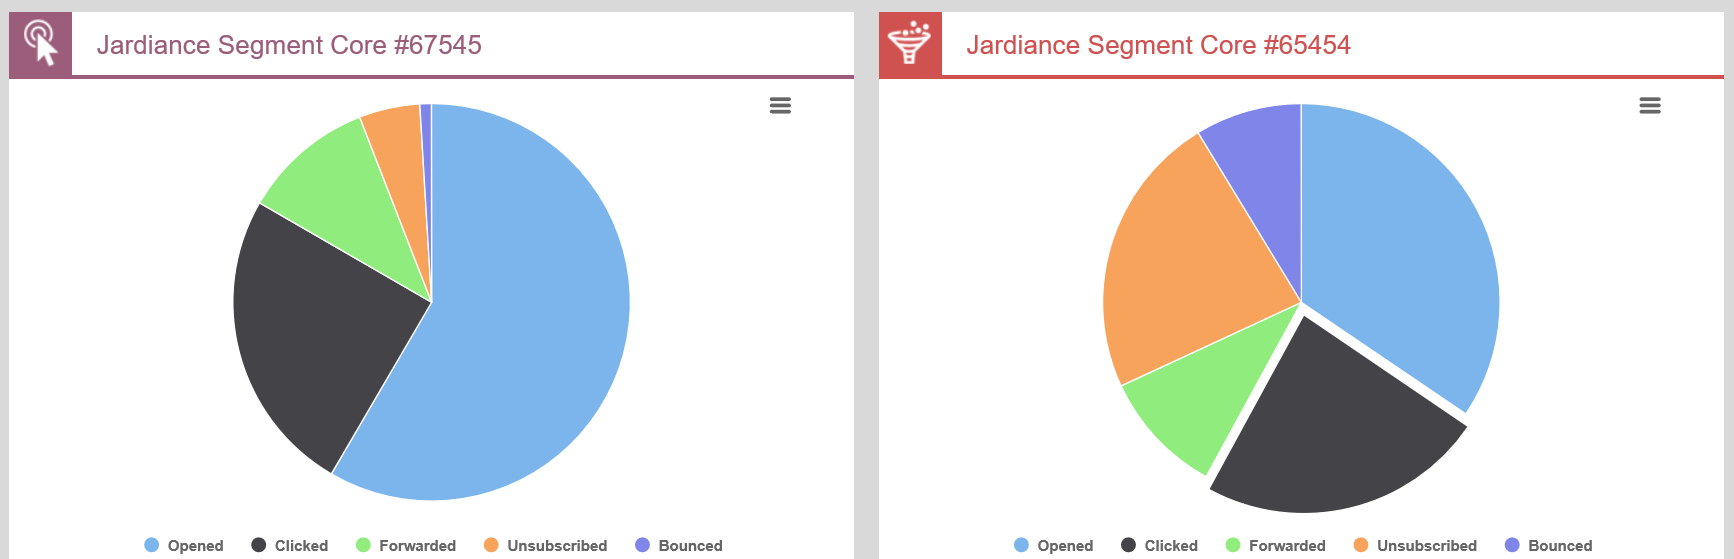 Jardiance Segment Core #67545
Opened Clicked Forwarded Unsubscribed Bounced
Jardiance Segment Core #65454
Opened Clicked Forwarded Unsubscribed Bounced